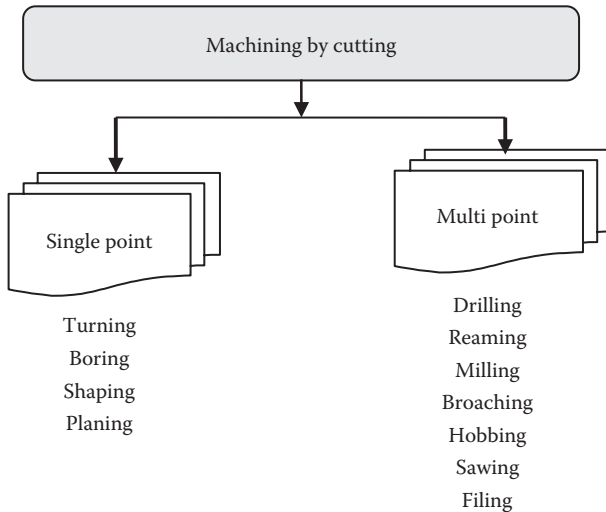 Machining by cutting
Single point
Turning
Boring
Shaping
Planing
Multi point
Drilling
Reaming
Milling
Broaching
Hobbing
Sawing
Filing